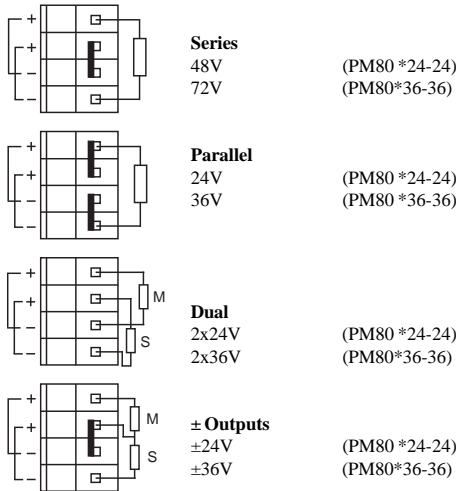 +
+
−
−
Series
48V (PM80 *24-24)
72V (PM80*36-36)
+
+
−
−
Parallel
24V (PM80 *24-24)
36V (PM80 *36-36)
+
+
−
−
M
S
Dual
2x24V (PM80 *24-24)
2x36V (PM80*36-36)
+
+
−
−
M
S
± Outputs
±24V (PM80 *24-24)
±36V (PM80*36-36)